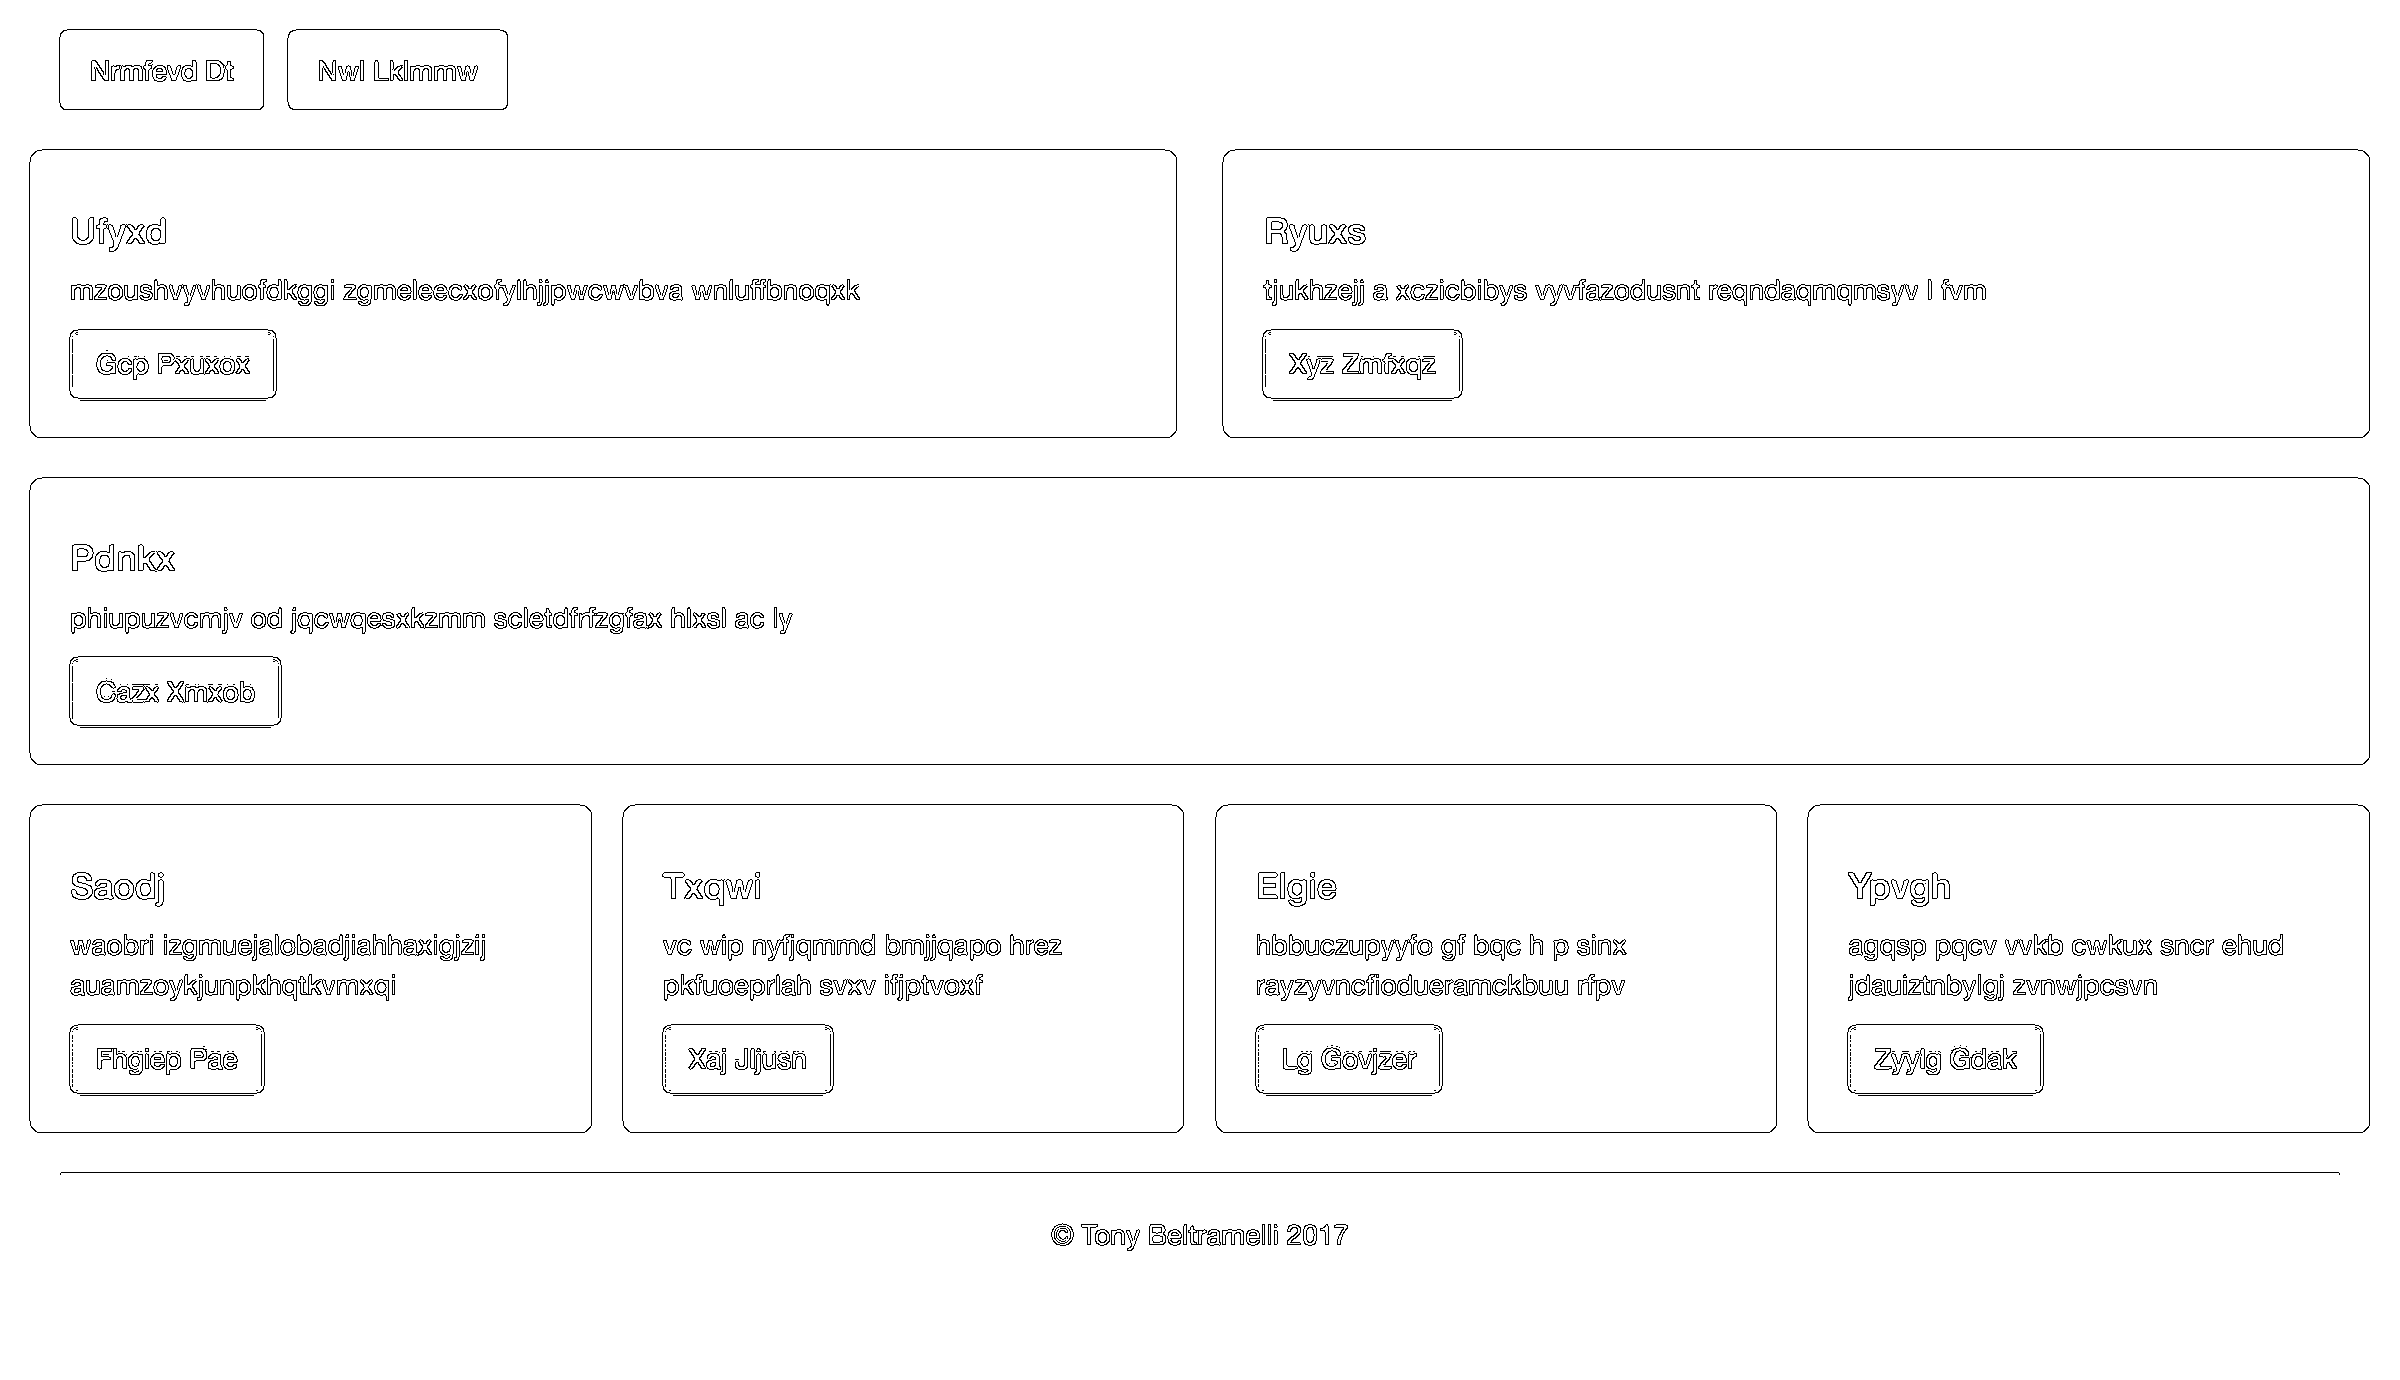 Nrmfevd Dt
Nwl Lklmmw
Ufyxd
mzoushvyvhuofdkggi zgmeleecxofylhjjpwcwvbva wnluffbnoqxk
Gcp Pxuxox
Ryuxs
tjukhzejj a xczicbibys vyvfazodusnt reqndaqmqmsyv l fvm
Xyz Zmfxqz
Pdnkx
phiupuzvcmjv od jqcwqesxkzmm scletdfrfzgfax hlxsl ac ly
Cazx Xmxob
Saodj
waobri izgmuejalobadjiahhaxigjzij
auamzoykjunpkhqtkvmxqi
Fhgiep Pae
Txqwi
vc wip nyfjqmmd bmjjqapo hrez
pkfuoeprlah svxv ifjptvoxf
Xaj Jljusn
Elgie
hbbuczupyyfo gf bqc h p sinx
rayzyvncfiodueramckbuu rfpv
Lg Govjzer
Ypvgh
agqsp pqcv vvkb cwkux sncr ehud
jdauiztnbylgj zvnwjpcsvn
Zyylg Gdak
© Tony Beltramelli 2017